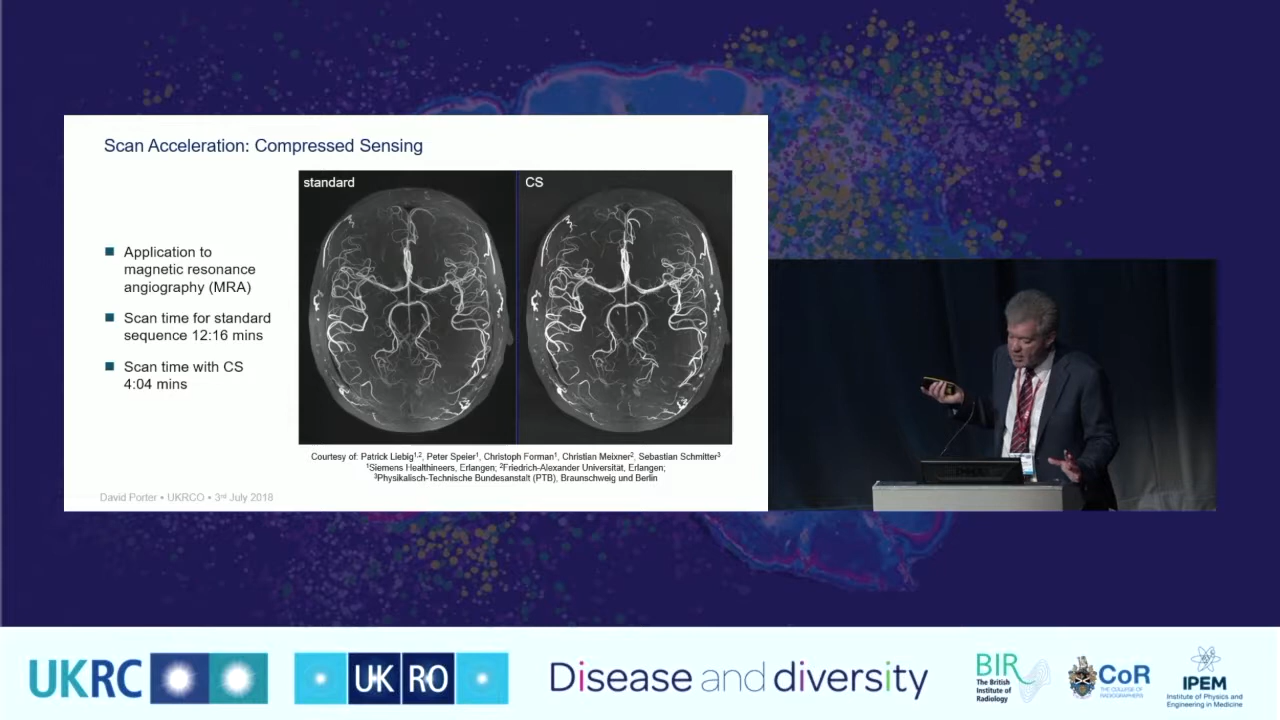 Scan Acceleration: Compressed Sensing
standard
CS
Application to
magnetic resonance
angiography (MRA)
Scan time for standard
sequence 12:16 mins
Scan time with CS
4:04 mins
Courtesy of: Patrick Liebig1,2, Peter Speier1, Christoph Forman1, Christian Meixner2, Sebastian Schmitter3
1Siemens Healthineers, Erlangen; 2Friedrich-Alexander Universität, Erlangen;
3Physikalisch-Technische Bundesanstalt (PTB), Braunschweig und Berlin
David Porter • UKRCO • 3rd July 2018
UKRC
UK RO
Disease and diversity
BIR
The British
Institute of
Radiology
CoR
THE COLLEGE OF
RADIOGRAPHERS
IPEM
Institute of Physics and
Engineering in Medicine